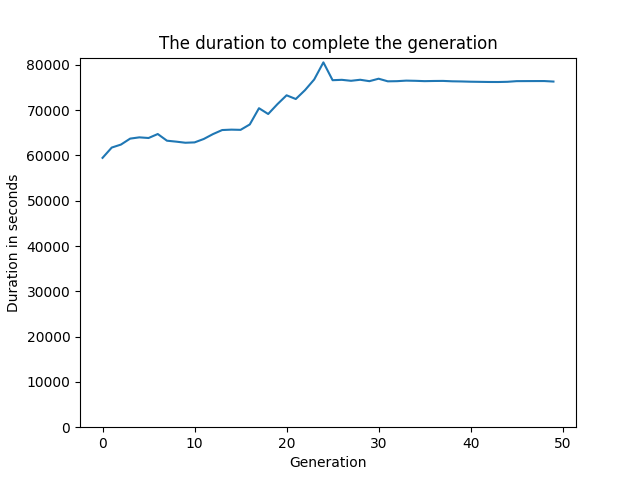 The duration to complete the generation
80000
70000
60000
50000
40000
30000
20000
10000
0
Duration in seconds
0 10 20 30 40 50
Generation